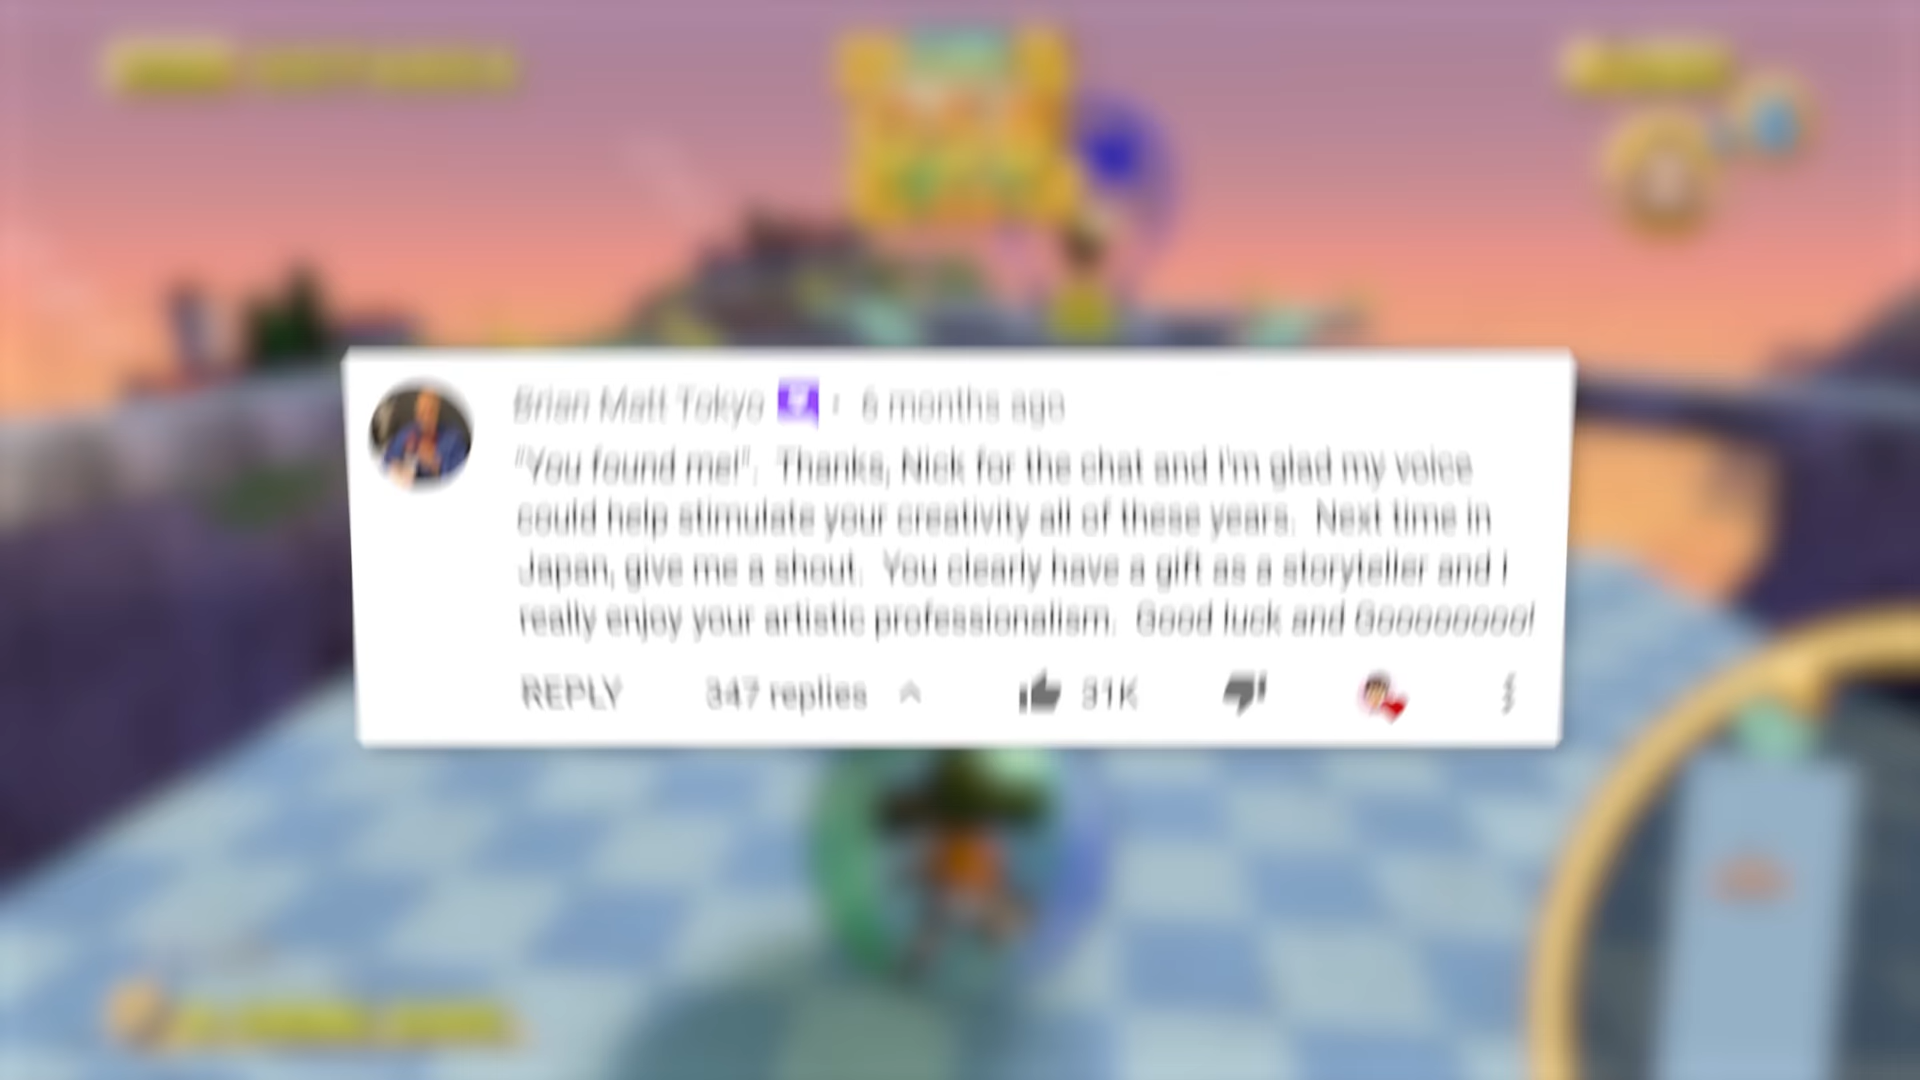 Brian Matt Tokyo 6 months ago
"You found me!". Thanks, Nick for the chat and I'm glad my voice
could help stimulate your creativity all of these years. Next time in
Japan, give me a shout. You clearly have a gift as a storyteller and I
really enjoy your artistic professionalism. Good luck and Gooooooooo!
REPLY 347 replies 31K